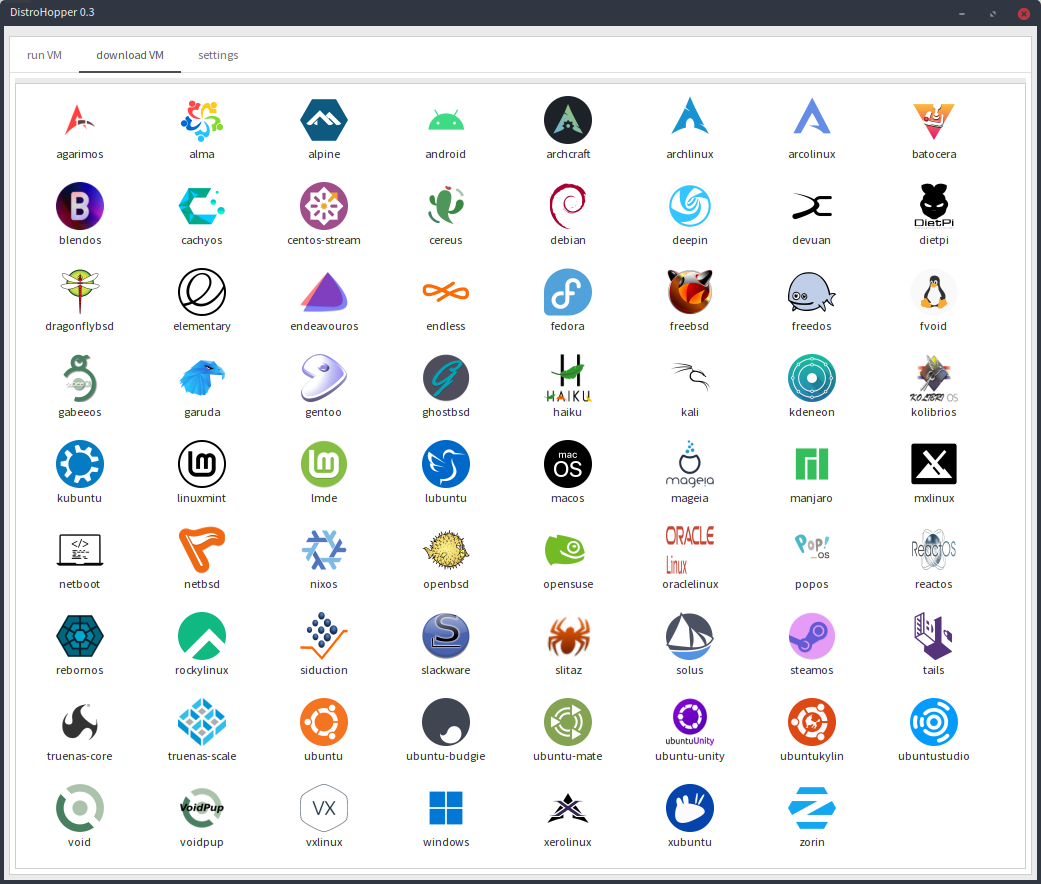 DistroHopper 0.3
run VM download VM settings
agarimos alma alpine android archcraft archlinux arcolinux batocera
B
DietPi
blendos cachyos centos-stream cereus debian deepin devuan dietpi
dragonflybsd elementary endeavouros endless fedora freebsd freedos fvoid
HAIKU KOLIBRI OS
gabeeos garuda gentoo ghostbsd haiku kali kdeneon kolibrios
mac
OS
mageia
kubuntu linuxmint lmde lubuntu macos mageia manjaro mxlinux
</> ORACLE Linux Pop!_OS ReactOS
netboot netbsd nixos openbsd opensuse oraclelinux popos reactos
rebornos rockylinux siduction slackware slitaz solus steamos tails
ubuntuUnity
truenas-core truenas-scale ubuntu ubuntu-budgie ubuntu-mate ubuntu-unity ubuntukylin ubuntustudio
VoidPup VX
void voidpup vxlinux windows xerolinux xubuntu zorin